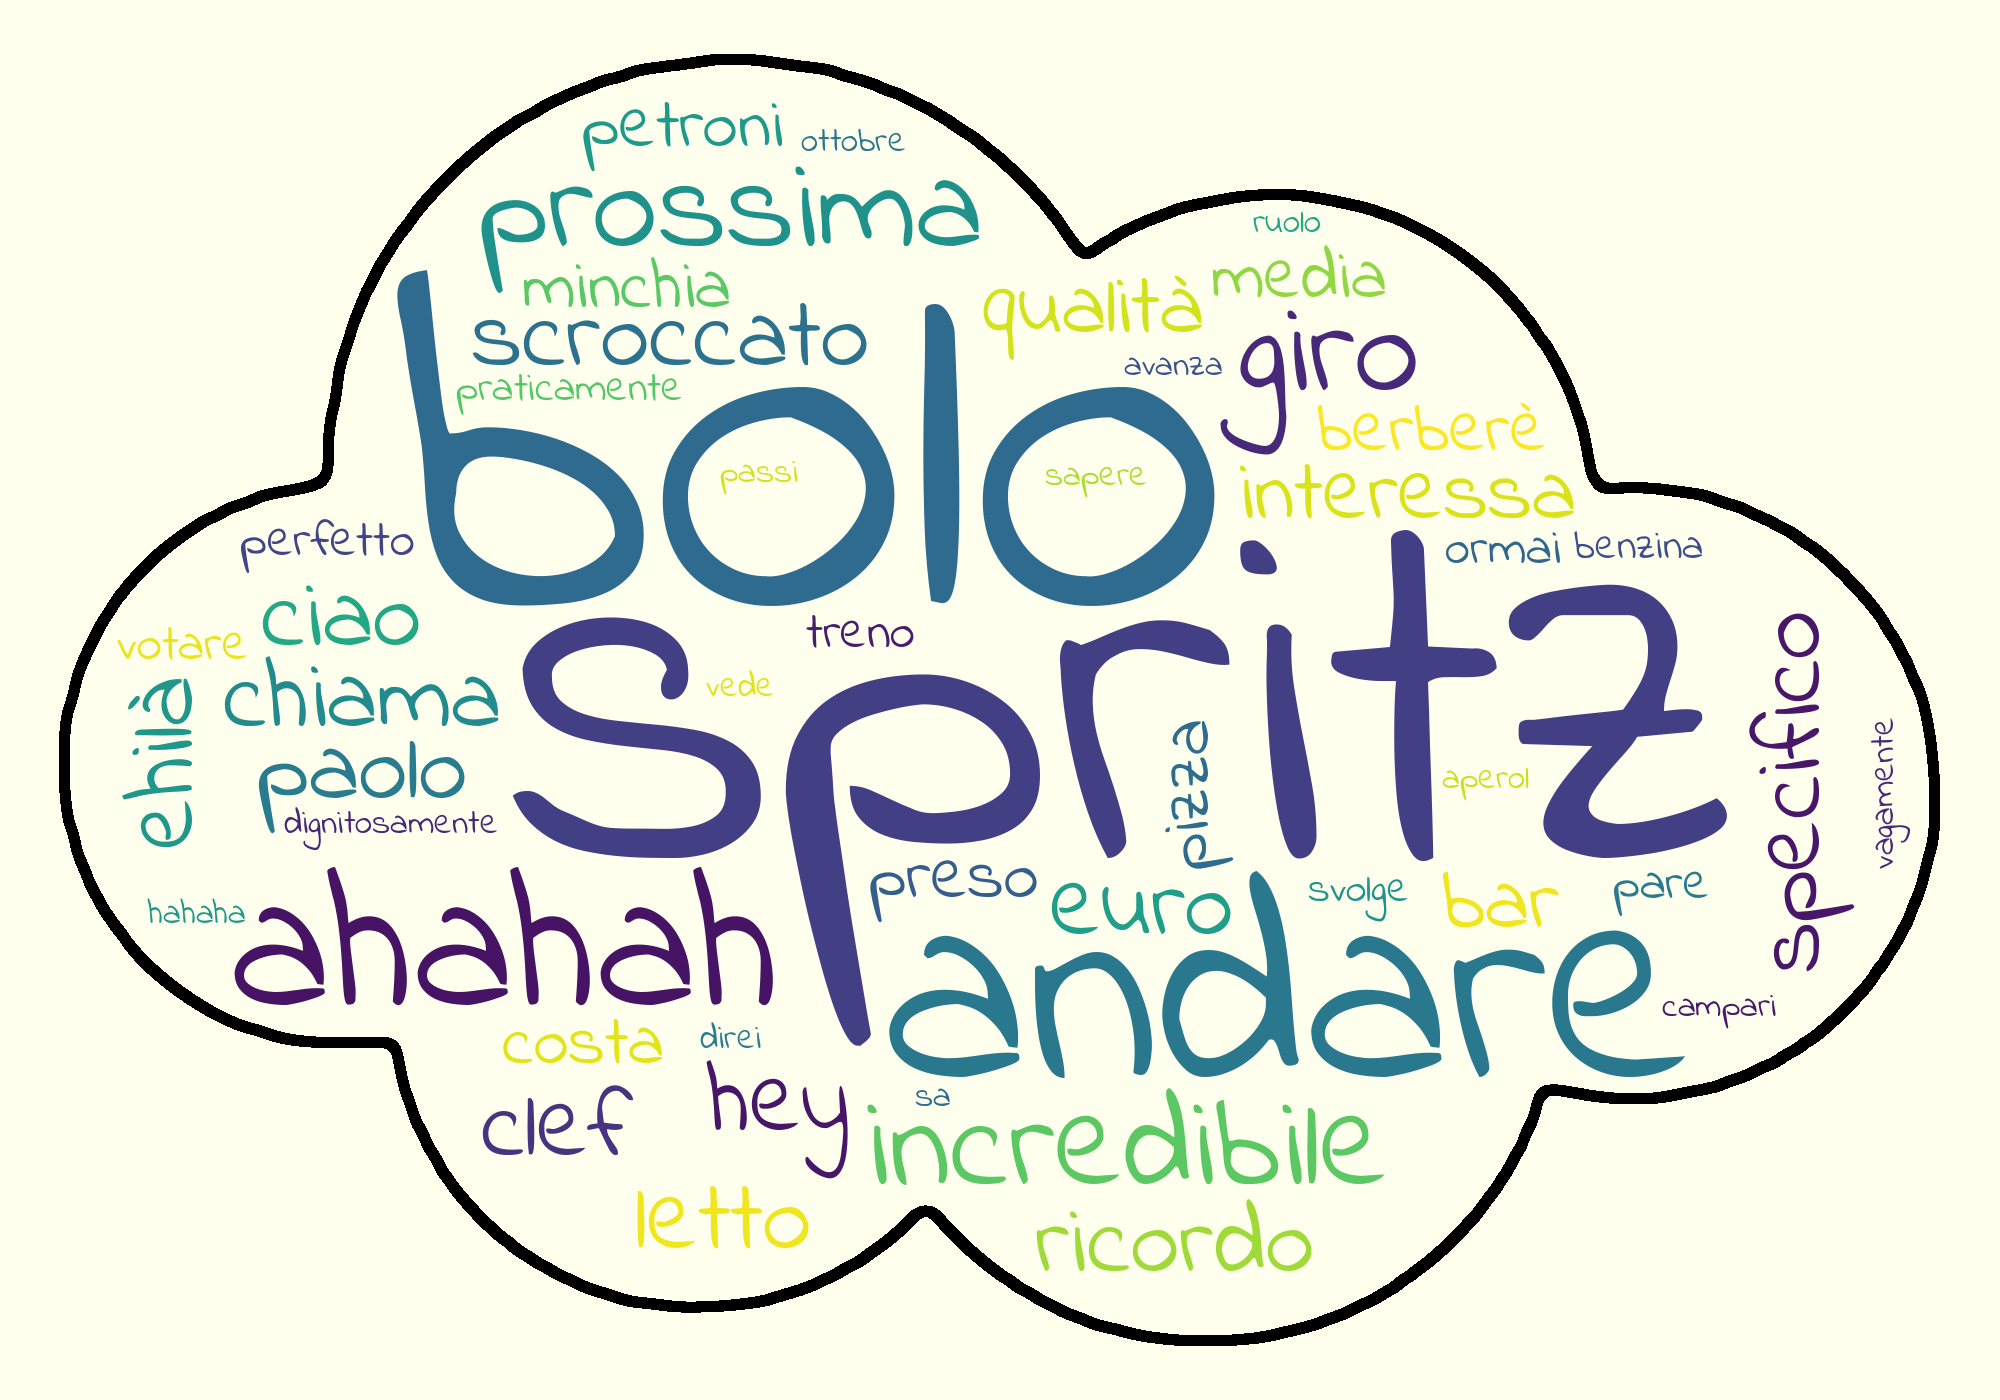 petroni
ottobre
prossima
ruolo
minchia
qualità
media
scroccato
avanza
giro
praticamente
berberè
bolo
passi
sapere
interessa
perfetto
ormai
benzina
ciao
votare
treno
spritz
chiama
vede
ehilà
paolo
pizza
aperol
specifico
vagamente
dignitosamente
preso
euro
svolge
bar
pare
hahaha
ahahah
andare
campari
costa
direi
sa
clef
hey
incredibile
letto
ricordo